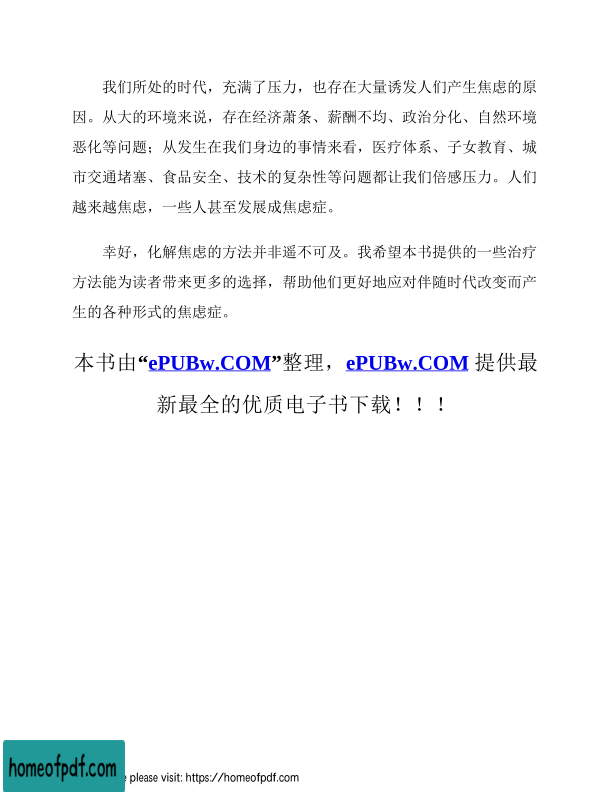 我们所处的时代，充满了压力，也存在大量诱发人们产生焦虑的原
因。从大的环境来说，存在经济萧条、薪酬不均、政治分化、自然环境
恶化等问题；从发生在我们身边的事情来看，医疗体系、子女教育、城
市交通堵塞、食品安全、技术的复杂性等问题都让我们倍感压力。人们
越来越焦虑，一些人甚至发展成焦虑症。
幸好，化解焦虑的方法并非遥不可及。我希望本书提供的一些治疗
方法能为读者带来更多的选择，帮助他们更好地应对伴随时代改变而产
生的各种形式的焦虑症。
本书由“ePUBw.COM”整理，ePUBw.COM 提供最
新最全的优质电子书下载！！！
homeofpdf.com
please visit: https://homeofpdf.com